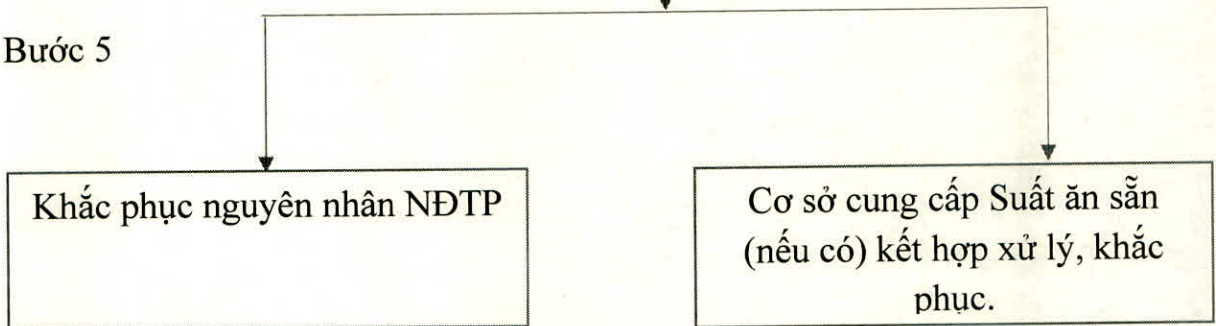 Bước 5
Khắc phục nguyên nhân NĐTP
Cơ sở cung cấp Suất ăn sẵn
(nếu có) kết hợp xử lý, khắc
phục.